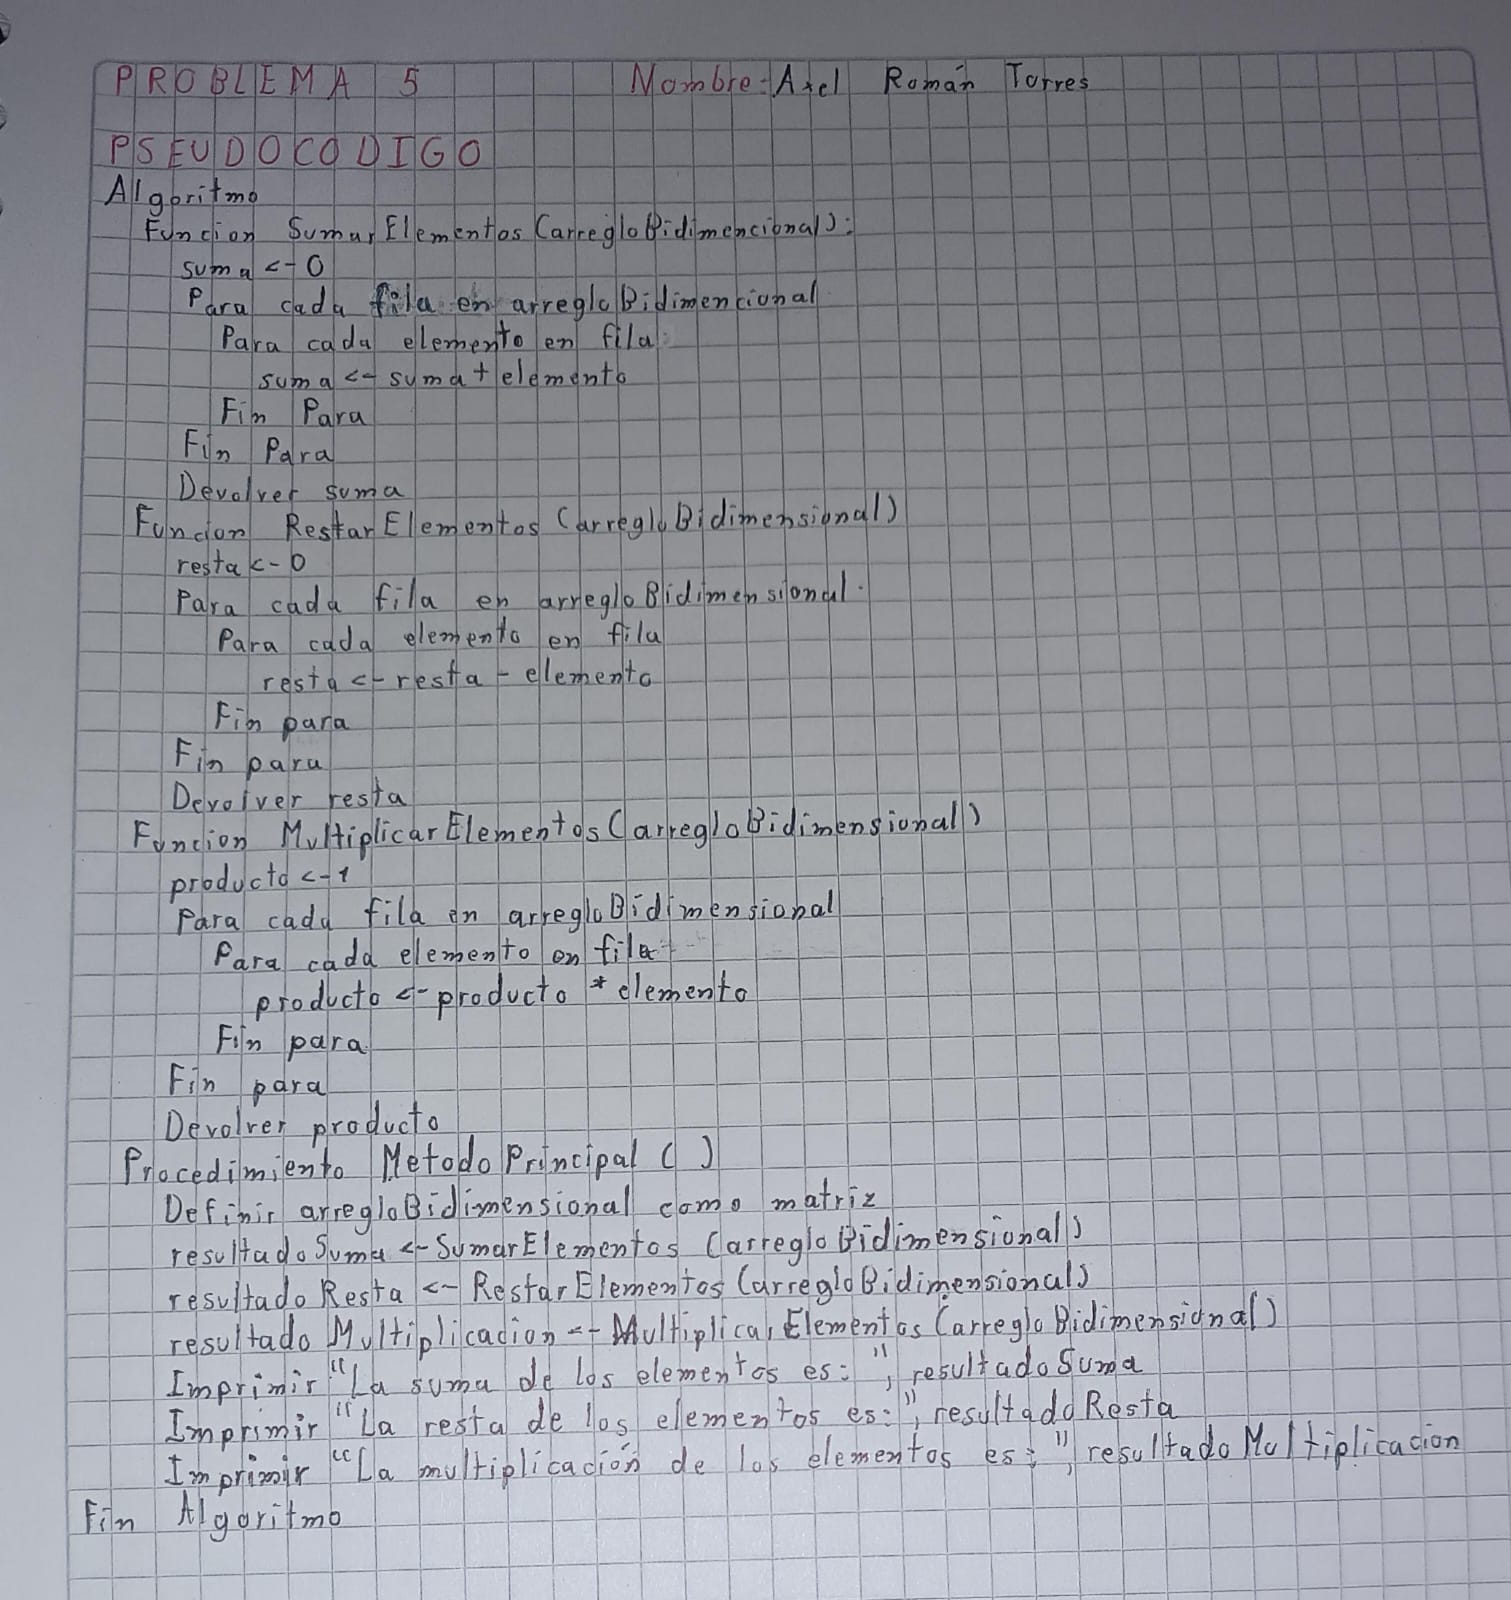 PROBLEMA 5 Nombre: Axel Román Torres
PSEUDOCODIGO
Algoritmo
Funcion SumarElementos (arregloBidimencional):
suma <- 0
Para cada fila en arregloBidimencional
Para cada elemento en fila
suma <- suma + elemento
Fin Para
Fin Para
Devolver suma
Funcion RestarElementos (arregloBidimensional)
resta <- 0
Para cada fila en arregloBidimensional
Para cada elemento en fila
resta <- resta - elemento
Fin para
Fin para
Devolver resta
Funcion MultiplicarElementos (arregloBidimensional)
producto <- 1
Para cada fila en arregloBidimensional
Para cada elemento en fila
producto <- producto * elemento
Fin para
Fin para
Devolver producto
Procedimiento MetodoPrincipal ( )
Definir arregloBidimensional como matriz
resultadoSuma <- SumarElementos (arregloBidimensional)
resultadoResta <- RestarElementos (arregloBidimensional)
resultadoMultiplicacion <- MultiplicarElementos (arregloBidimensional)
Imprimir "La suma de los elementos es:", resultadoSuma
Imprimir "La resta de los elementos es:", resultadoResta
Imprimir "La multiplicación de los elementos es:", resultadoMultiplicacion
Fin Algoritmo